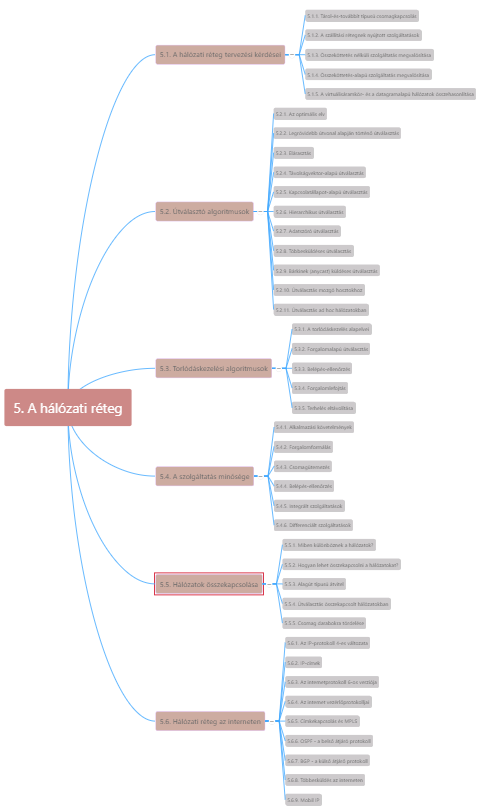 5. A hálózati réteg
5.1. A hálózati réteg tervezési kérdései
5.1.1. Tárol-és-továbbít típusú csomagkapcsolás
5.1.2. A szállítási rétegnek nyújtott szolgáltatások
5.1.3. Összeköttetés nélküli szolgáltatás megvalósítása
5.1.4. Összeköttetés-alapú szolgáltatás megvalósítása
5.1.5. A virtuálisáramkör- és a datagramalapú hálózatok összehasonlítása
5.2. Útválasztó algoritmusok
5.2.1. Az optimális elv
5.2.2. Legrövidebb útvonal alapján történő útválasztás
5.2.3. Elárasztás
5.2.4. Távolságvektor-alapú útválasztás
5.2.5. Kapcsolatállapot-alapú útválasztás
5.2.6. Hierarchikus útválasztás
5.2.7. Adatszóró útválasztás
5.2.8. Többesküldéses útválasztás
5.2.9. Bárkinek (anycast) küldéses útválasztás
5.2.10. Útválasztás mozgó hosztokhoz
5.2.11. Útválasztás ad hoc hálózatokban
5.3. Torlódáskezelési algoritmusok
5.3.1. A torlódáskezelés alapelvei
5.3.2. Forgalomalapú útválasztás
5.3.3. Belépés-ellenőrzés
5.3.4. Forgalomlefojtás
5.3.5. Terhelés eltávolítása
5.4. A szolgáltatás minősége
5.4.1. Alkalmazási követelmények
5.4.2. Forgalomformálás
5.4.3. Csomagütemezés
5.4.4. Belépés-ellenőrzés
5.4.5. Integrált szolgáltatások
5.4.6. Differenciált szolgáltatások
5.5. Hálózatok összekapcsolása
5.5.1. Miben különböznek a hálózatok?
5.5.2. Hogyan lehet összekapcsolni a hálózatokat?
5.5.3. Alagút típusú átvitel
5.5.4. Útválasztás összekapcsolt hálózatokban
5.5.5. Csomag darabokra tördelése
5.6. Hálózati réteg az interneten
5.6.1. Az IP-protokoll 4-es változata
5.6.2. IP-címek
5.6.3. Az internetprotokoll 6-os verziója
5.6.4. Az internet vezérlőprotokolljai
5.6.5. Címkekapcsolás és MPLS
5.6.6. OSPF – a belső átjáró protokoll
5.6.7. BGP – a külső átjáró protokoll
5.6.8. Többesküldés az interneten
5.6.9. Mobil IP